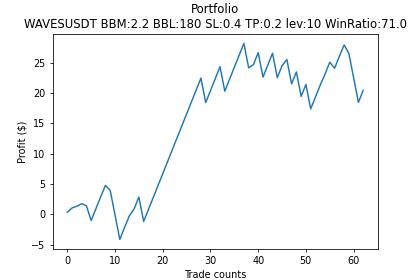 Portfolio
WAVESUSDT BBM:2.2 BBL:180 SL:0.4 TP:0.2 lev:10 WinRatio:71.0
Profit ($)
25
20
15
10
5
0
−5
0 10 20 30 40 50 60
Trade counts